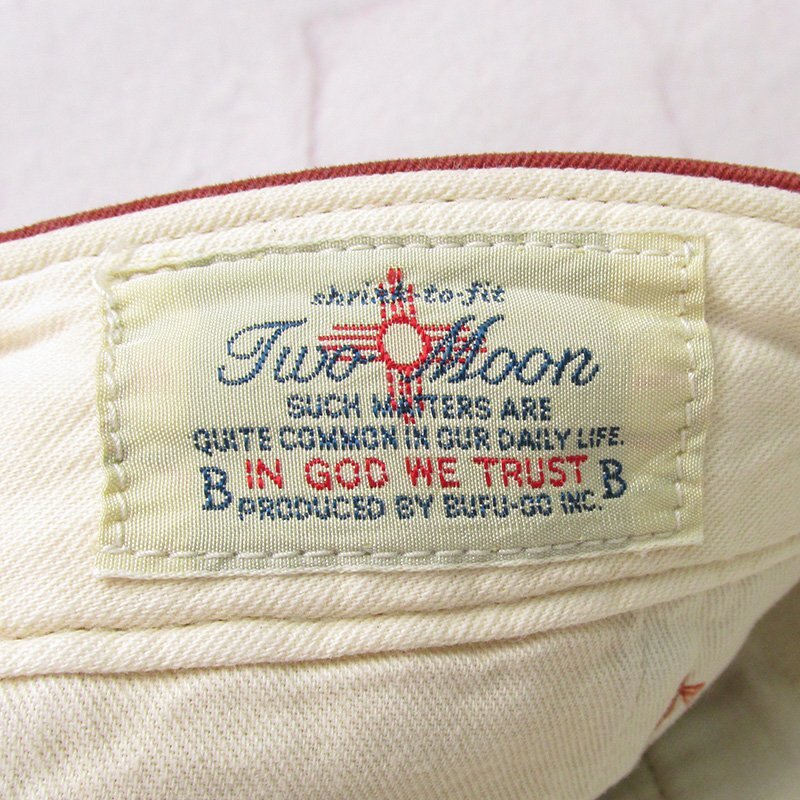 shrink-to-fit
Two Moon
SUCH MATTERS ARE
QUITE COMMON IN OUR DAILY LIFE.
B IN GOD WE TRUST B
PRODUCED BY BUFU-GO INC.